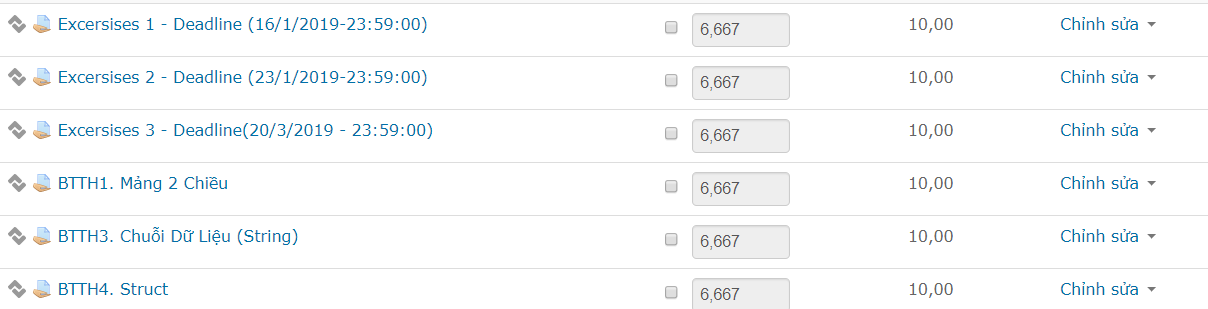 Excersises 1 - Deadline (16/1/2019-23:59:00) 6,667 10,00 Chỉnh sửa
Excersises 2 - Deadline (23/1/2019-23:59:00) 6,667 10,00 Chỉnh sửa
Excersises 3 - Deadline(20/3/2019 - 23:59:00) 6,667 10,00 Chỉnh sửa
BTTH1. Mảng 2 Chiều 6,667 10,00 Chỉnh sửa
BTTH3. Chuỗi Dữ Liệu (String) 6,667 10,00 Chỉnh sửa
BTTH4. Struct 6,667 10,00 Chỉnh sửa